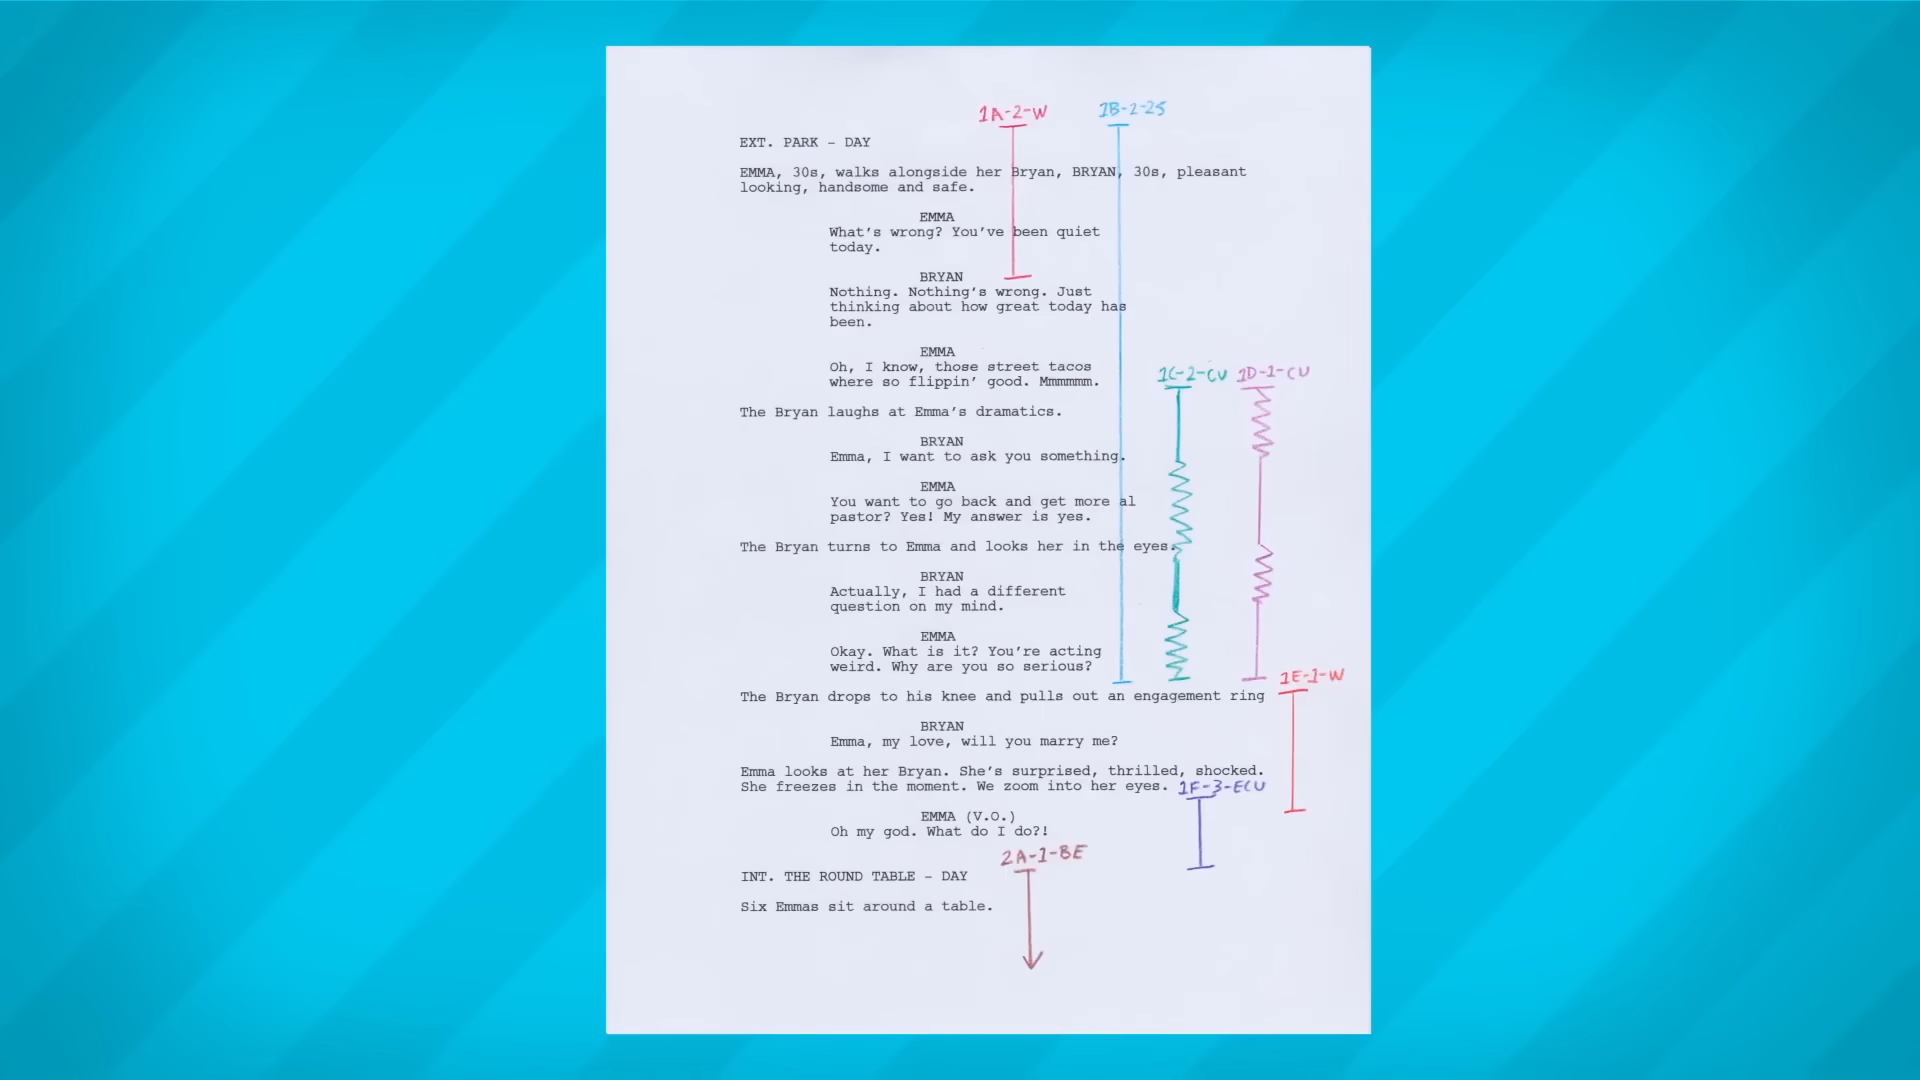 1A-2-W 1B-2-2S
EXT. PARK - DAY
EMMA, 30s, walks alongside her Bryan, BRYAN, 30s, pleasant
looking, handsome and safe.
EMMA
What's wrong? You've been quiet
today.
BRYAN
Nothing. Nothing's wrong. Just
thinking about how great today has
been.
EMMA
Oh, I know, those street tacos
where so flippin' good. Mmmmmm.
1C-2-CU 1D-1-CU
The Bryan laughs at Emma's dramatics.
BRYAN
Emma, I want to ask you something.
EMMA
You want to go back and get more al
pastor? Yes! My answer is yes.
The Bryan turns to Emma and looks her in the eyes.
BRYAN
Actually, I had a different
question on my mind.
EMMA
Okay. What is it? You're acting
weird. Why are you so serious?
1E-1-W
The Bryan drops to his knee and pulls out an engagement ring
BRYAN
Emma, my love, will you marry me?
Emma looks at her Bryan. She's surprised, thrilled, shocked.
She freezes in the moment. We zoom into her eyes. 1F-3-ECU
EMMA (V.O.)
Oh my god. What do I do?!
2A-1-BE
INT. THE ROUND TABLE - DAY
Six Emmas sit around a table.